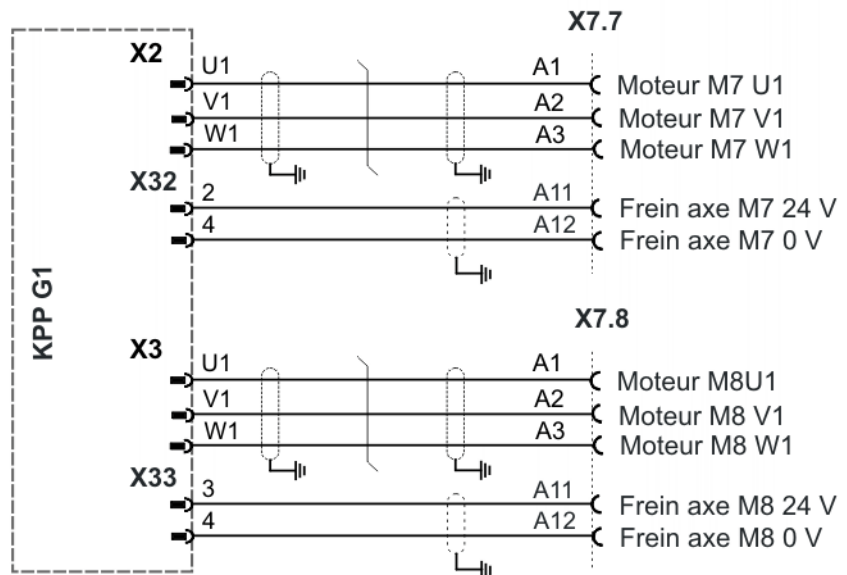 X7.7
X2
U1 A1 Moteur M7 U1
V1 A2 Moteur M7 V1
W1 A3 Moteur M7 W1
X32
2 A11 Frein axe M7 24 V
4 A12 Frein axe M7 0 V
KPP G1
X7.8
X3
U1 A1 Moteur M8U1
V1 A2 Moteur M8 V1
W1 A3 Moteur M8 W1
X33
3 A11 Frein axe M8 24 V
4 A12 Frein axe M8 0 V